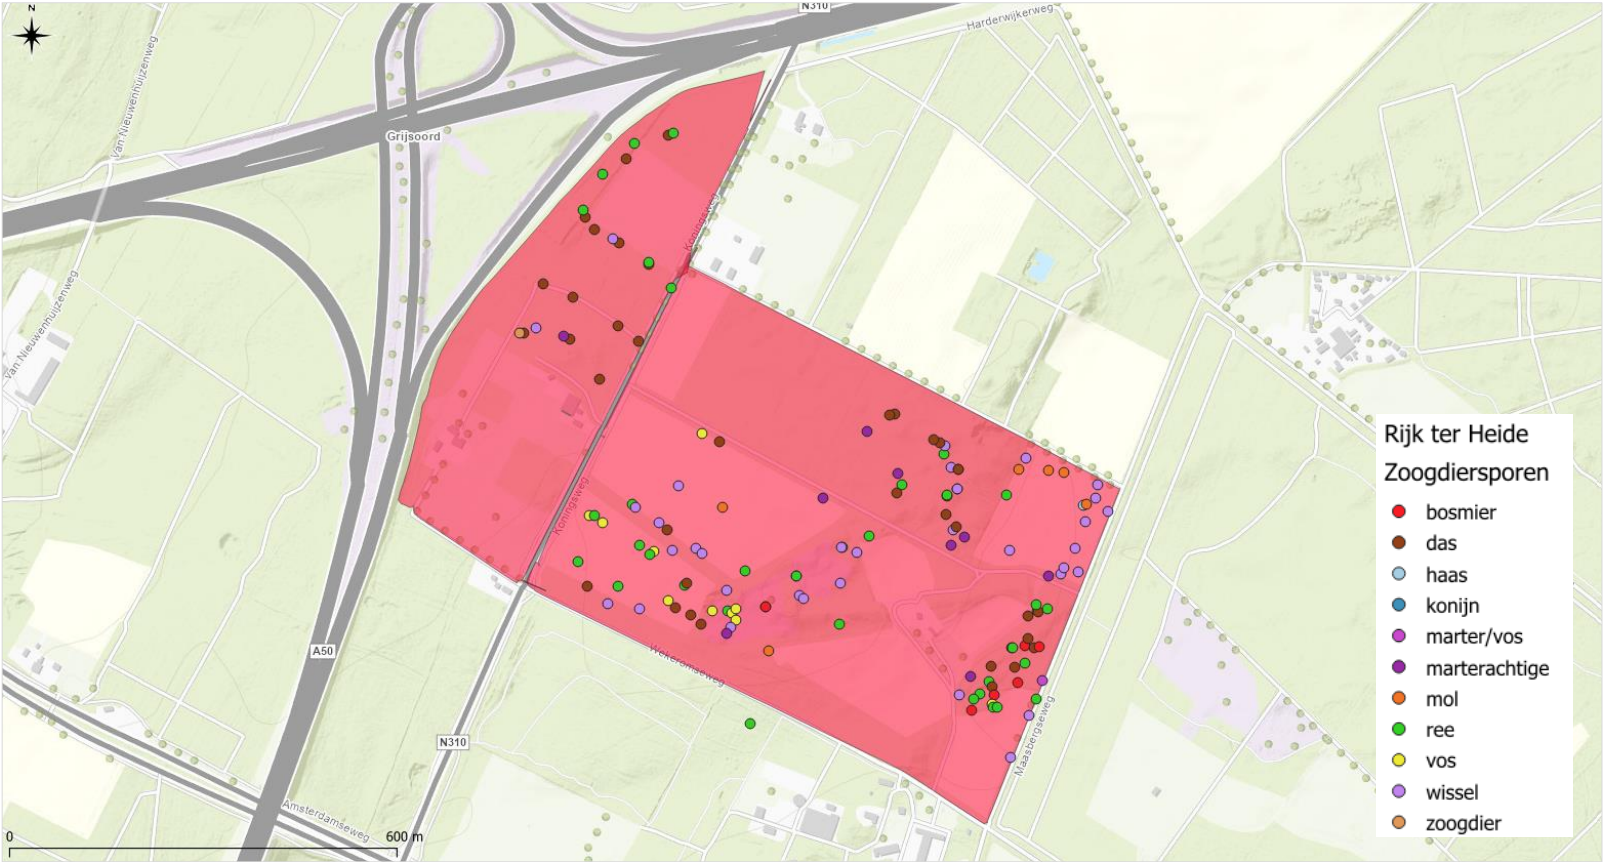 N
N310
Harderwijkerweg
Van Nieuwenhuijzenweg
Grijsoord
Koningsweg
Van Nieuwenhuijzenweg
Koningsweg
A50
Wekeromseweg
Maasbergseweg
N310
Amsterdamseweg
0
600 m
Rijk ter Heide
Zoogdiersporen
bosmier
das
haas
konijn
marter/vos
marterachtige
mol
ree
vos
wissel
zoogdier